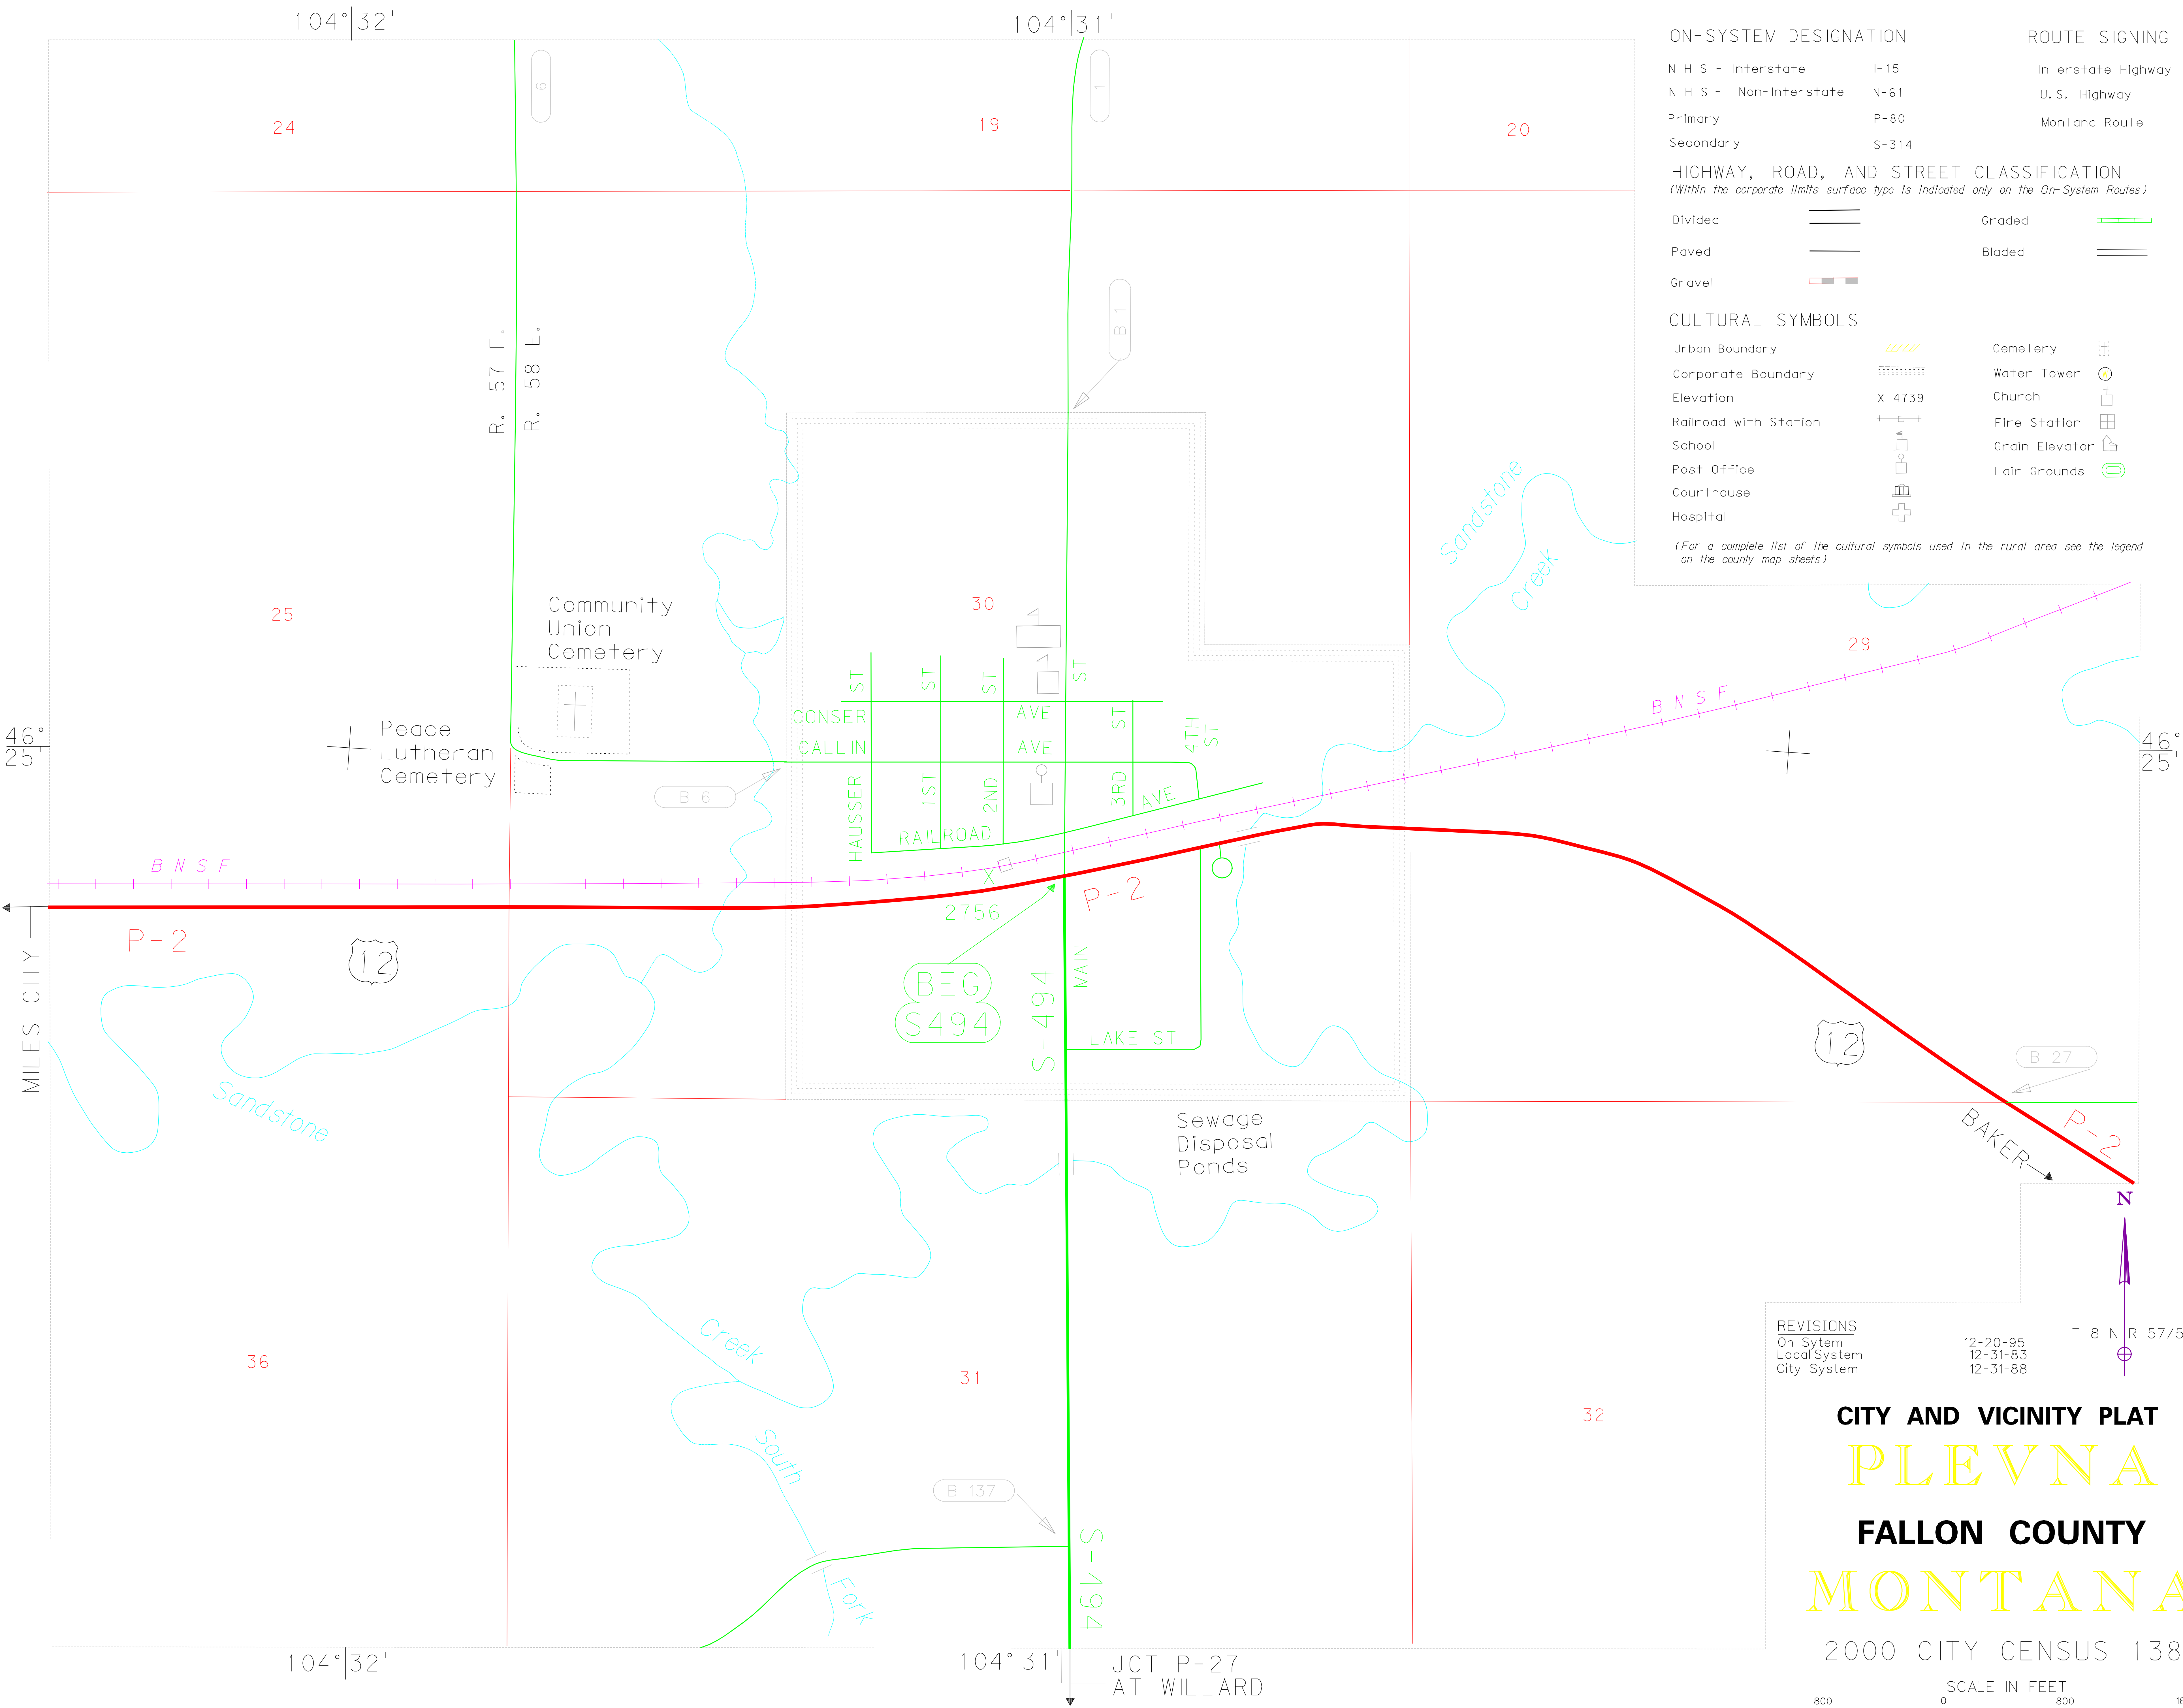 104° 32'
104° 31'
6
1
24
19
20
R. 57 E.
R. 58 E.
B 1
ON-SYSTEM DESIGNATION
ROUTE SIGNING
N H S - Interstate I-15
Interstate Highway
N H S - Non-Interstate N-61
U.S. Highway
Primary P-80
Montana Route
Secondary S-314
HIGHWAY, ROAD, AND STREET CLASSIFICATION
(Within the corporate limits surface type is indicated only on the On-System Routes)
Divided
Graded
Paved
Bladed
Gravel
CULTURAL SYMBOLS
Urban Boundary
Cemetery
Corporate Boundary
Water Tower
Elevation X 4739
Church
Railroad with Station
Fire Station
School
Grain Elevator
Post Office
Fair Grounds
Courthouse
Hospital
(For a complete list of the cultural symbols used in the rural area see the legend
on the county map sheets)
Sandstone
Creek
25
30
29
Community
Union
Cemetery
Peace
Lutheran
Cemetery
46°
25'
46°
25'
ST
ST
ST
ST
CONSER
AVE
CALLIN
AVE
ST
4TH
ST
HAUSSER
1ST
2ND
3RD
RAILROAD
AVE
B 6
BNSF
BNSF
P-2
12
MILES CITY
X
2756
P-2
BEG
S494
S-494
MAIN
LAKE ST
12
B 27
BAKER
P-2
Sandstone
Sewage
Disposal
Ponds
Creek
South
Fork
36
31
32
B 137
S-494
N
REVISIONS
On Sytem 12-20-95
Local System 12-31-83
City System 12-31-88
T 8 N R 57/5
CITY AND VICINITY PLAT
PLEVNA
FALLON COUNTY
MONTANA
2000 CITY CENSUS 138
SCALE IN FEET
800 0 800
104° 32'
104° 31'
JCT P-27
AT WILLARD